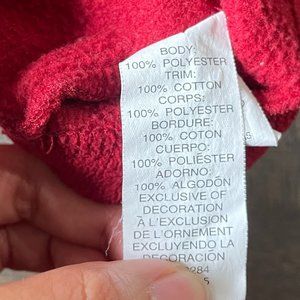 BODY:
100% POLYESTER
TRIM:
100% COTTON
CORPS:
100% POLYESTER
BORDURE:
100% COTON
CUERPO:
100% POLIÉSTER
ADORNO:
100% ALGODÓN
EXCLUSIVE OF
DECORATION
À L'EXCLUSION
DE L'ORNEMENT
EXCLUYENDO LA
DECORACIÓN